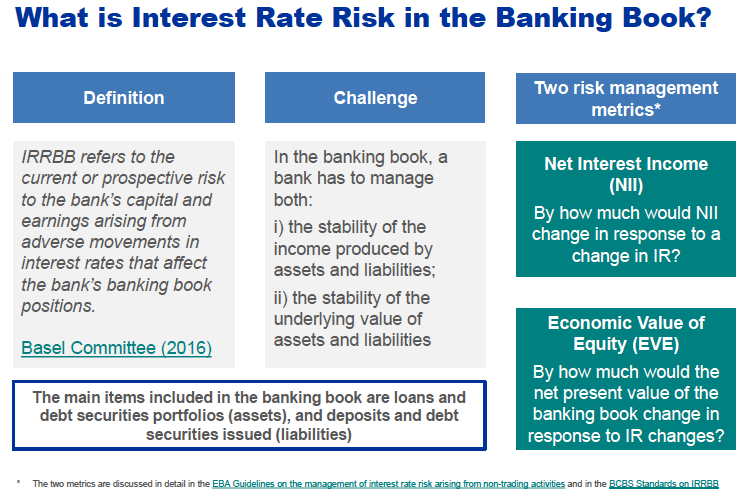 What is Interest Rate Risk in the Banking Book?
Definition
IRRBB refers to the
current or prospective risk
to the bank's capital and
earnings arising from
adverse movements in
interest rates that affect
the bank's banking book
positions.
Basel Committee (2016)
Challenge
In the banking book, a
bank has to manage
both:
i) the stability of the
income produced by
assets and liabilities;
ii) the stability of the
underlying value of
assets and liabilities
Two risk management
metrics*
Net Interest Income
(NII)
By how much would NII
change in response to a
change in IR?
Economic Value of
Equity (EVE)
By how much would the
net present value of the
banking book change in
response to IR changes?
The main items included in the banking book are loans and
debt securities portfolios (assets), and deposits and debt
securities issued (liabilities)
* The two metrics are discussed in detail in the EBA Guidelines on the management of interest rate risk arising from non-trading activities and in the BCBS Standards on IRRBB